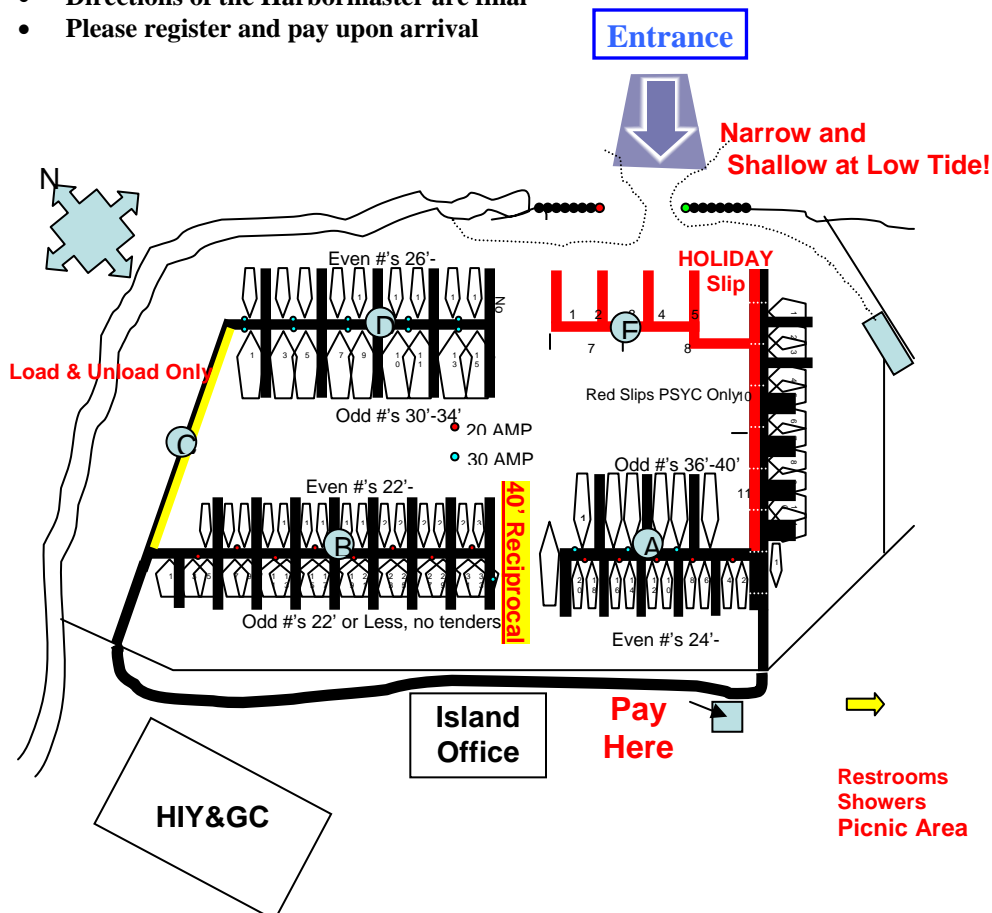 • Directions of the Harbormaster are final
• Please register and pay upon arrival
Entrance
Narrow and
Shallow at Low Tide!
N
Even #'s 26'-
HOLIDAY
Slip
No
D
F
1 2 3 4 5
7 8
Load & Unload Only
Red Slips PSYC Only
10
Odd #'s 30'-34'
20 AMP
30 AMP
C
Odd #'s 36'-40'
Even #'s 22'-
11
40' Reciprocal
B
A
Odd #'s 22' or Less, no tenders
Even #'s 24'-
Island
Office
Pay
Here
Restrooms
Showers
Picnic Area
HIY&GC